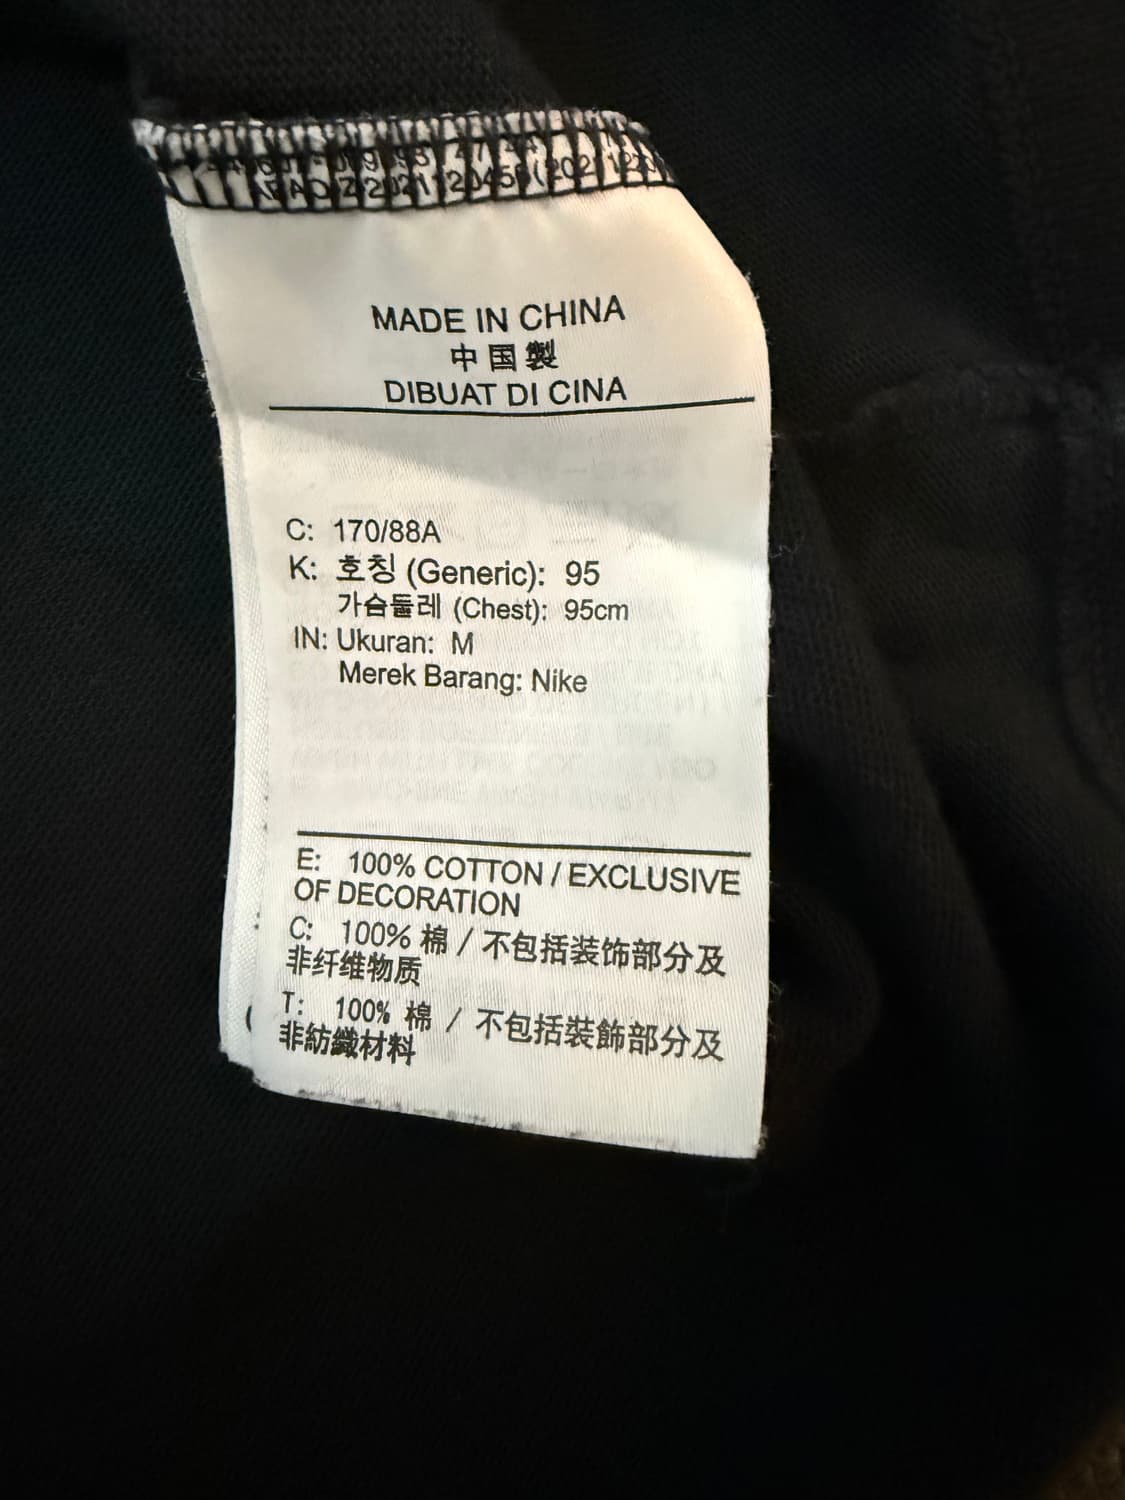 MADE IN CHINA
中国製
DIBUAT DI CINA
C: 170/88A
K: 호칭 (Generic): 95
가슴둘레 (Chest): 95cm
IN: Ukuran: M
Merek Barang: Nike
E: 100% COTTON / EXCLUSIVE
OF DECORATION
C: 100% 棉 / 不包括装饰部分及
非纤维物质
T: 100% 棉 / 不包括裝飾部分及
非紡織材料